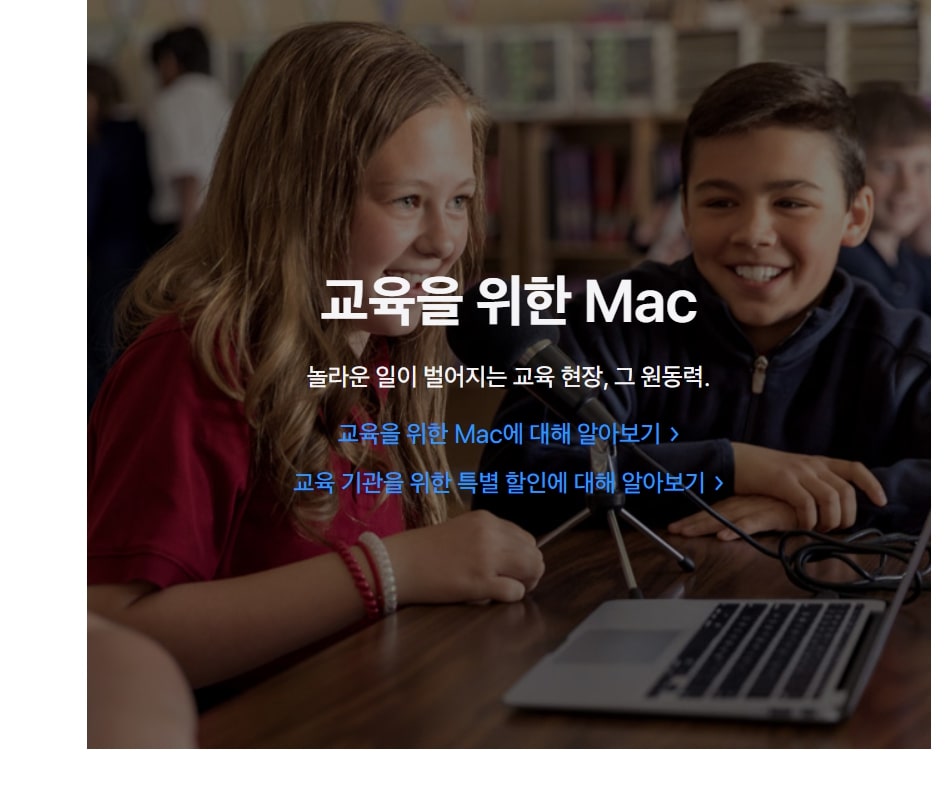 교육을 위한 Mac
놀라운 일이 벌어지는 교육 현장, 그 원동력.
교육을 위한 Mac에 대해 알아보기 >
교육 기관을 위한 특별 할인에 대해 알아보기 >